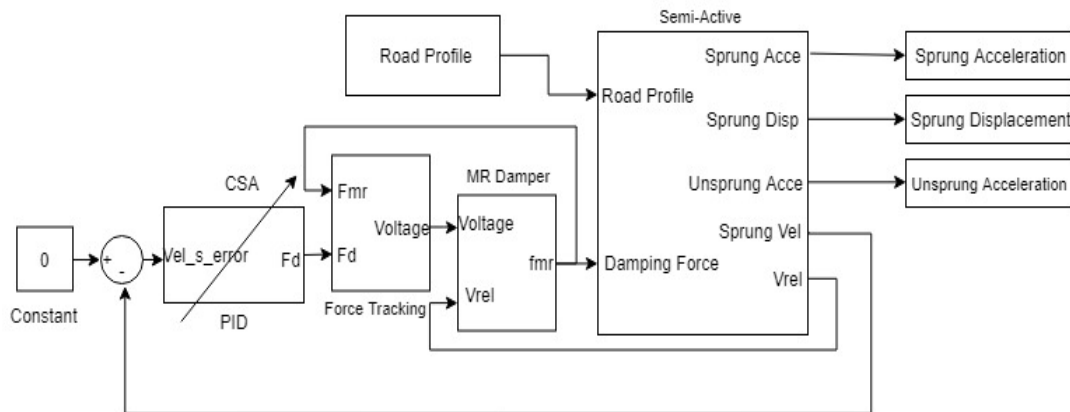 Semi-Active
Road Profile
Sprung Acce
Sprung Acceleration
Road Profile
Sprung Disp
Sprung Displacement
CSA
MR Damper
Unsprung Acce
Unsprung Acceleration
Fmr
Voltage
Voltage
Sprung Vel
0
+
-
Vel_s_error
Fd
Fd
fmr
Damping Force
Vrel
Vrel
Constant
PID
Force Tracking